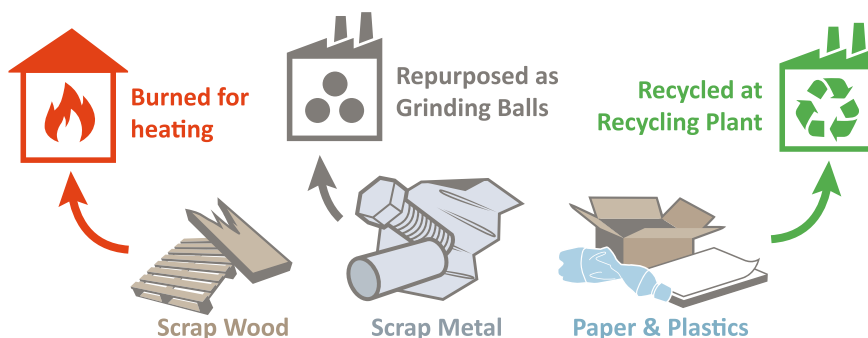 Burned for
heating
Repurposed as
Grinding Balls
Recycled at
Recycling Plant
Scrap Wood
Scrap Metal
Paper & Plastics